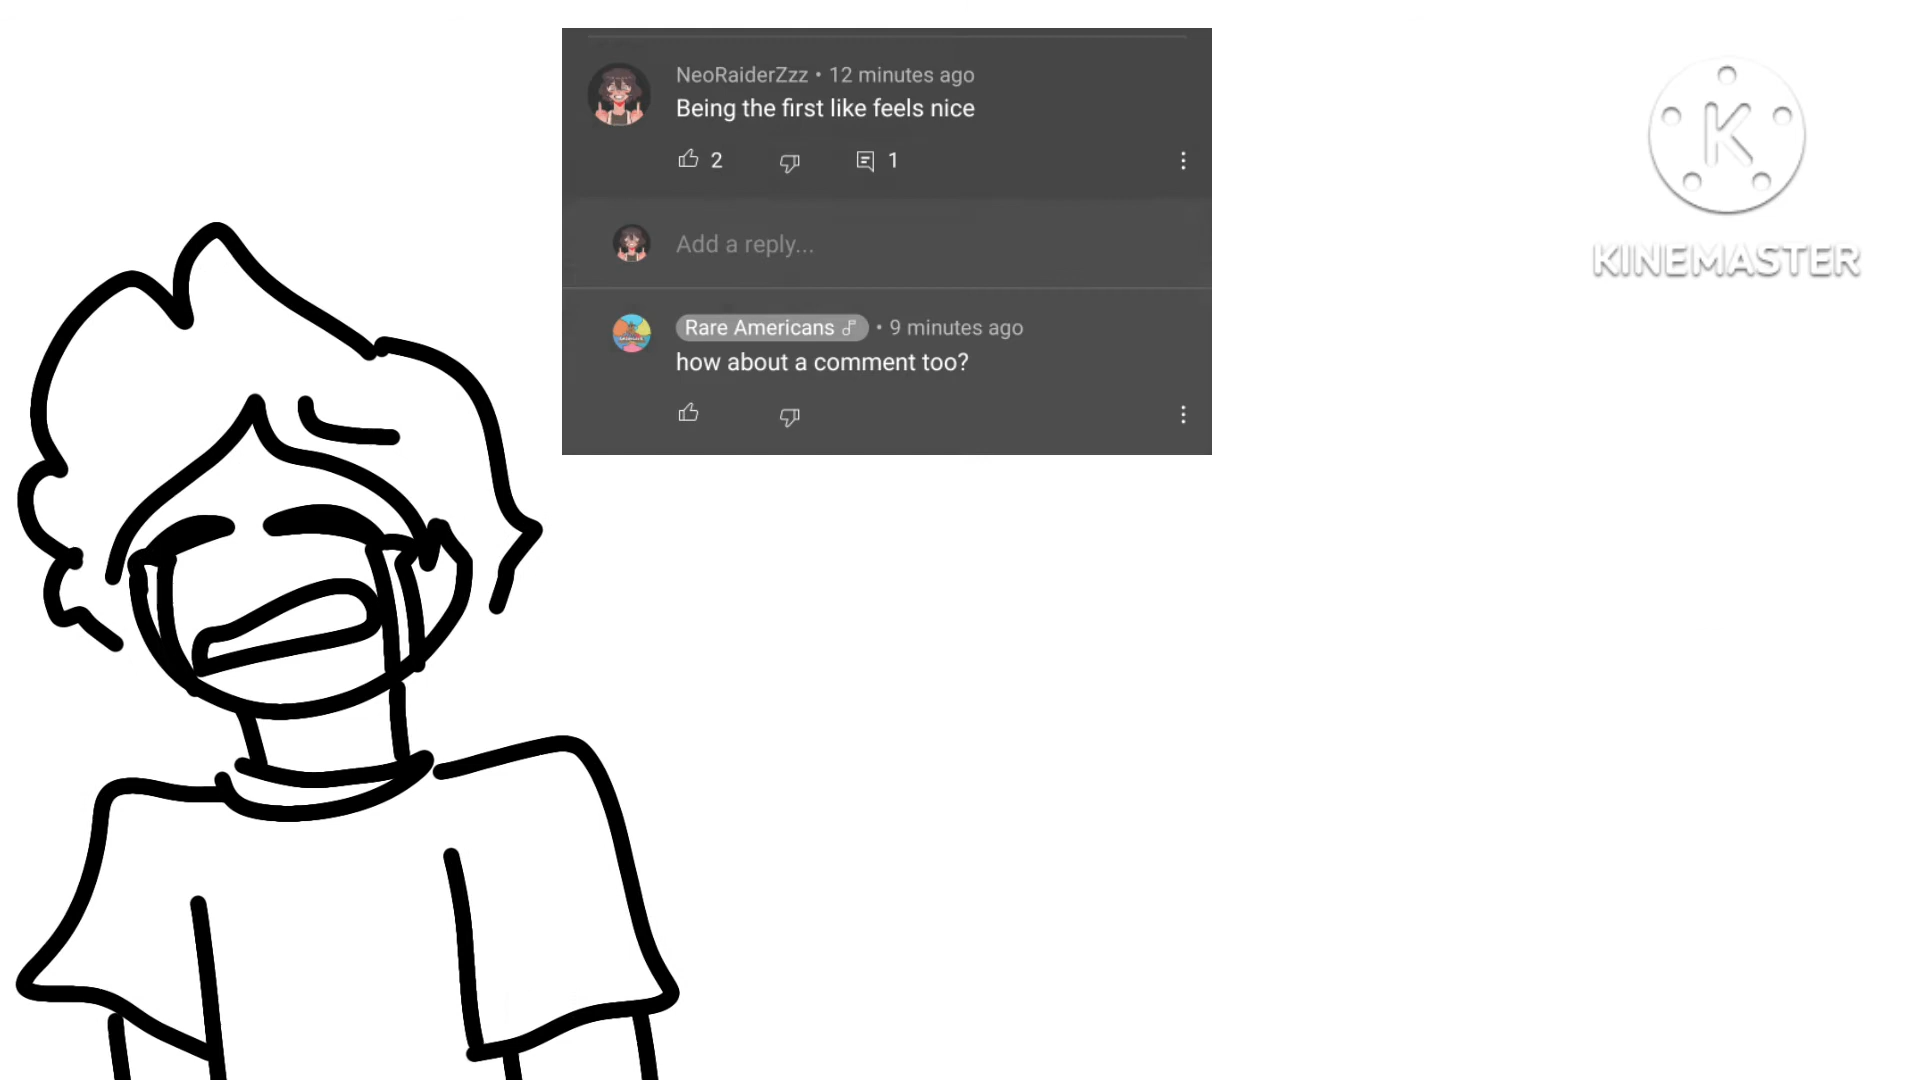 NeoRaiderZzz • 12 minutes ago
Being the first like feels nice
2 1
Add a reply...
Rare Americans • 9 minutes ago
how about a comment too?
K
KINEMASTER